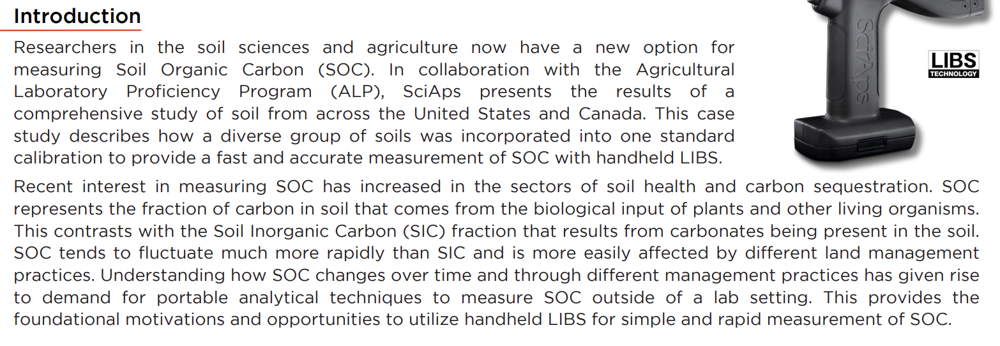 Introduction
Researchers in the soil sciences and agriculture now have a new option for
measuring Soil Organic Carbon (SOC). In collaboration with the Agricultural
Laboratory Proficiency Program (ALP), SciAps presents the results of a
comprehensive study of soil from across the United States and Canada. This case
study describes how a diverse group of soils was incorporated into one standard
calibration to provide a fast and accurate measurement of SOC with handheld LIBS.
SciAps
LIBS
TECHNOLOGY
Recent interest in measuring SOC has increased in the sectors of soil health and carbon sequestration. SOC
represents the fraction of carbon in soil that comes from the biological input of plants and other living organisms.
This contrasts with the Soil Inorganic Carbon (SIC) fraction that results from carbonates being present in the soil.
SOC tends to fluctuate much more rapidly than SIC and is more easily affected by different land management
practices. Understanding how SOC changes over time and through different management practices has given rise
to demand for portable analytical techniques to measure SOC outside of a lab setting. This provides the
foundational motivations and opportunities to utilize handheld LIBS for simple and rapid measurement of SOC.